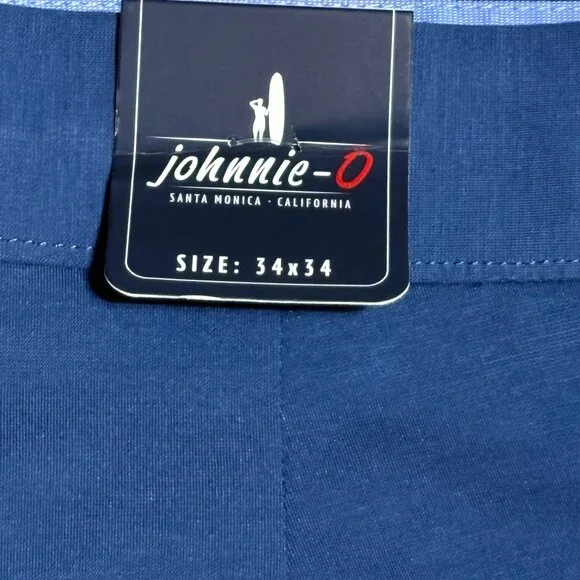 johnnie-O
SANTA MONICA · CALIFORNIA
SIZE: 34x34